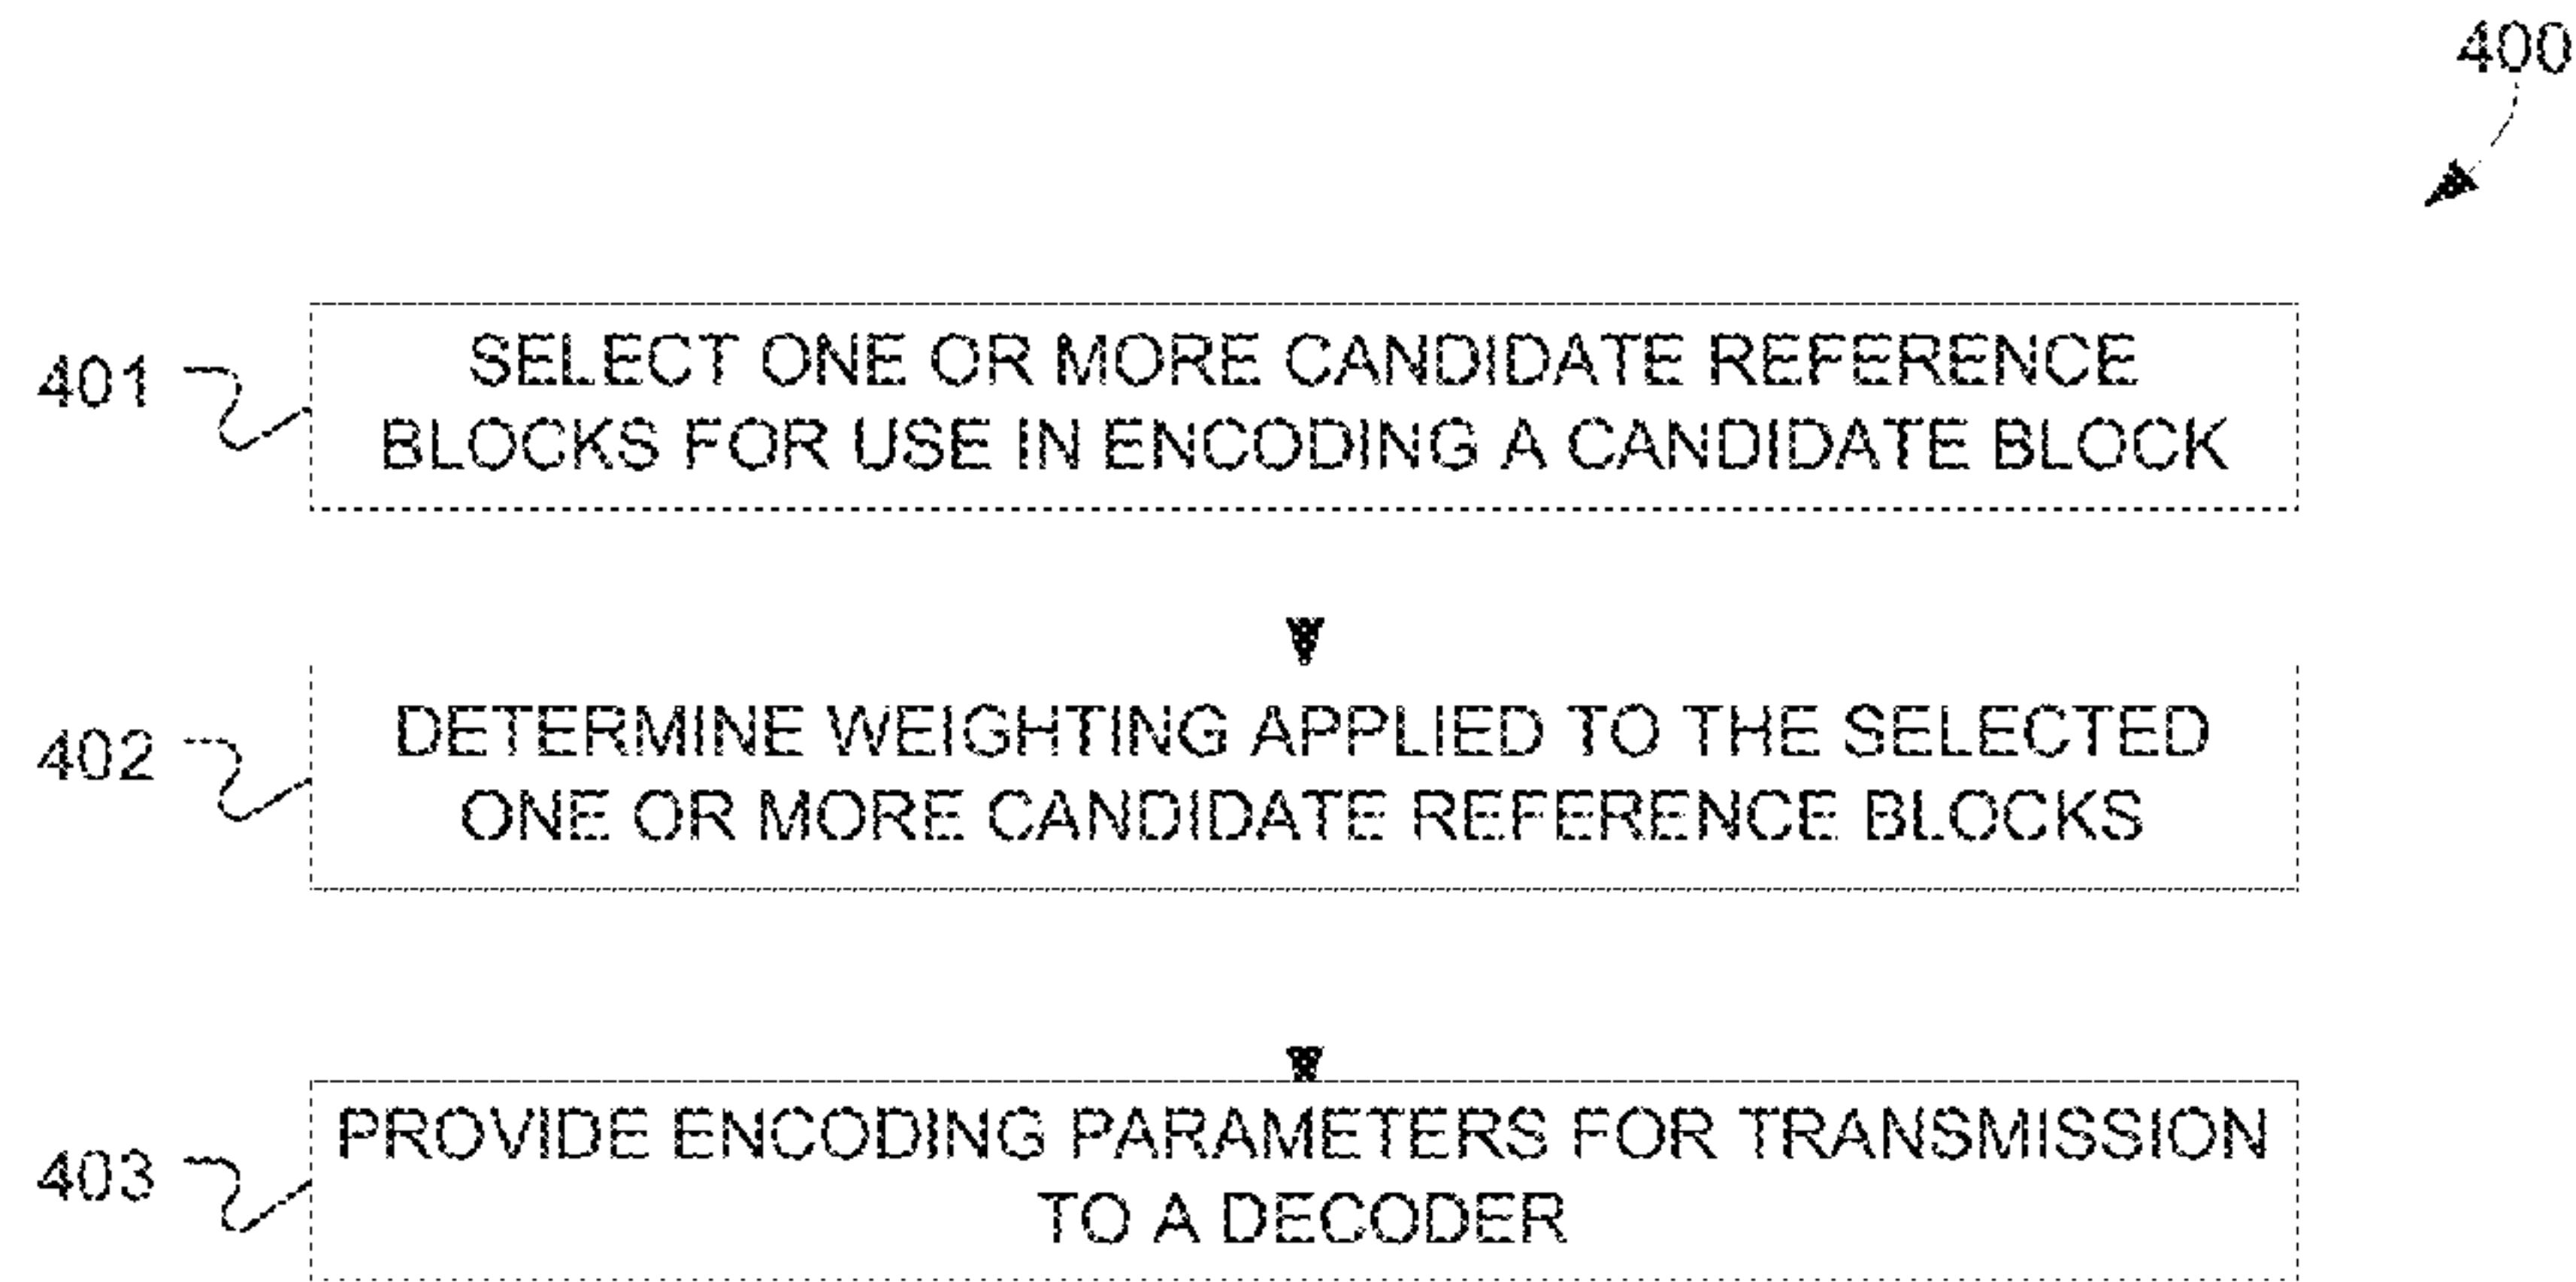 400
401
SELECT ONE OR MORE CANDIDATE REFERENCE
BLOCKS FOR USE IN ENCODING A CANDIDATE BLOCK
402
DETERMINE WEIGHTING APPLIED TO THE SELECTED
ONE OR MORE CANDIDATE REFERENCE BLOCKS
403
PROVIDE ENCODING PARAMETERS FOR TRANSMISSION
TO A DECODER